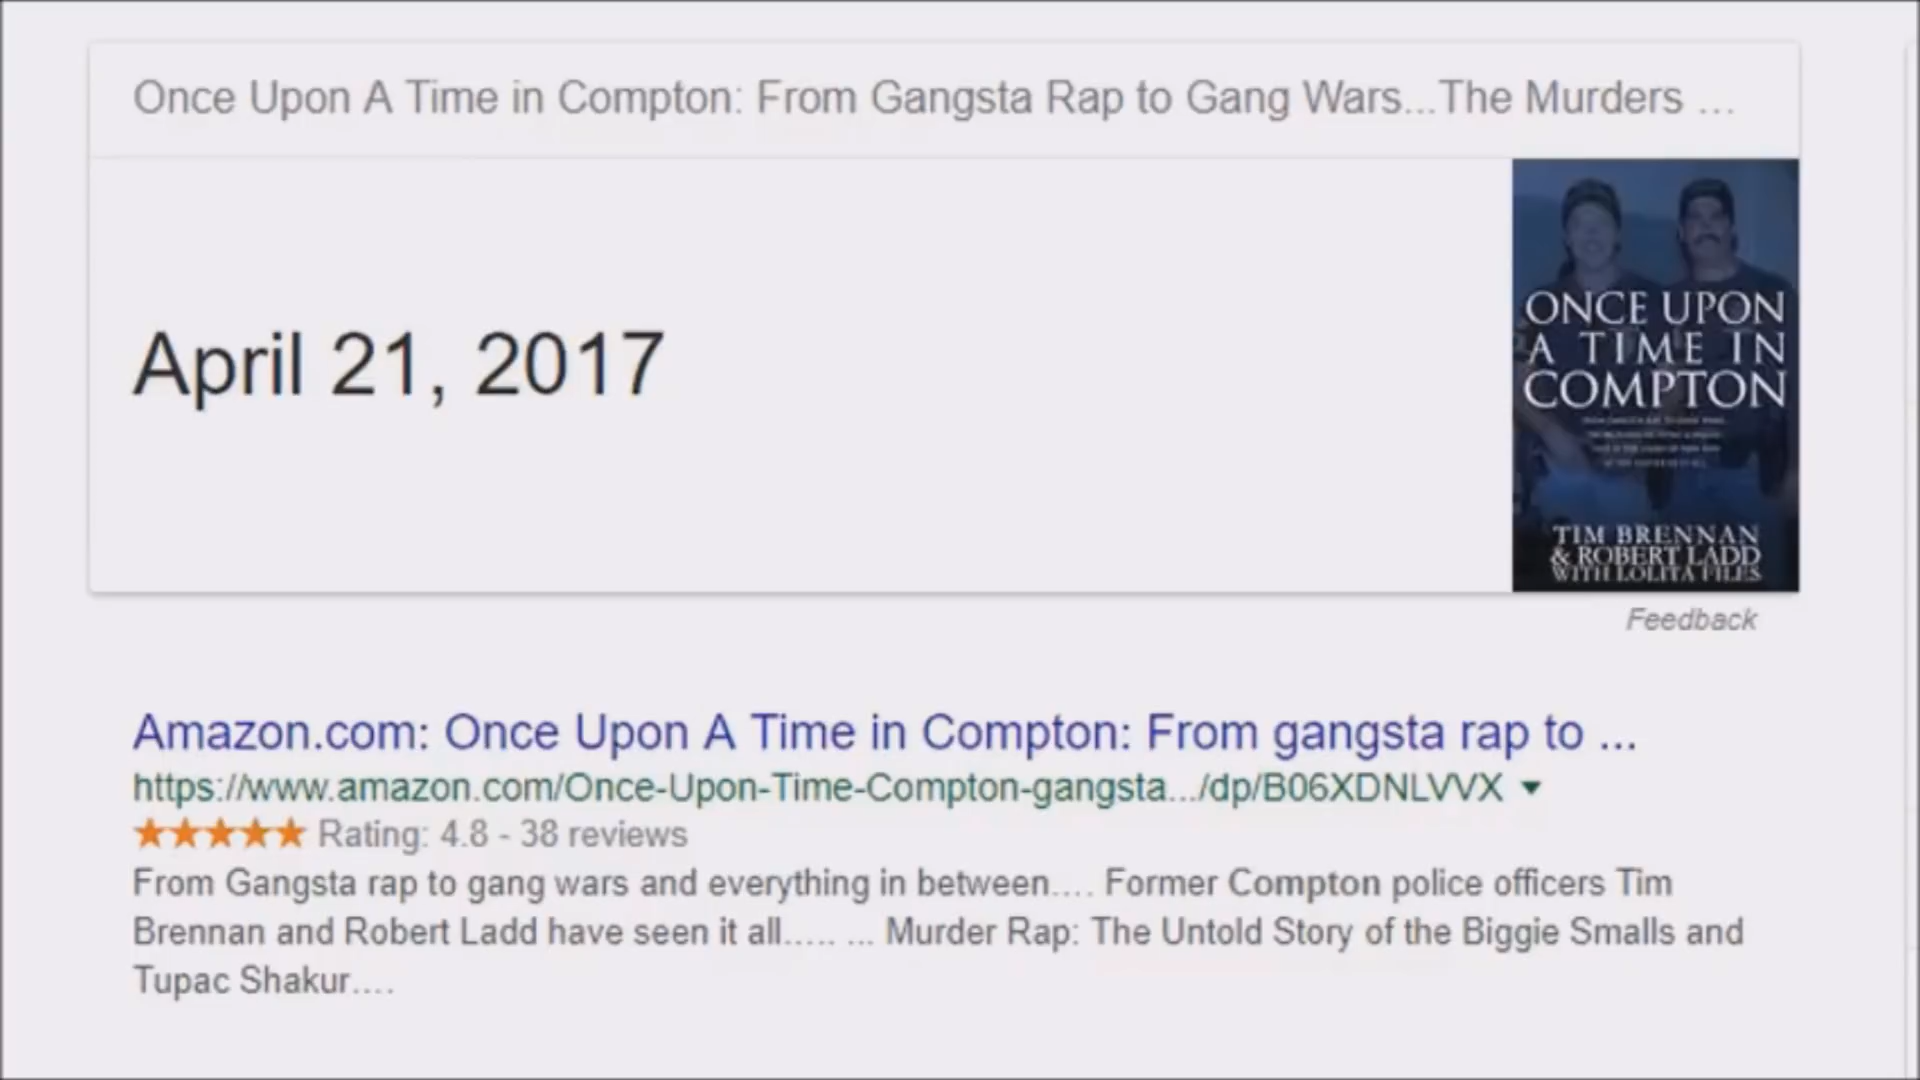 Once Upon A Time in Compton: From Gangsta Rap to Gang Wars...The Murders ...
April 21, 2017
ONCE UPON
A TIME IN
COMPTON
TIM BRENNAN
& ROBERT LADD
WITH LOLITA FILES
Feedback
Amazon.com: Once Upon A Time in Compton: From gangsta rap to ...
https://www.amazon.com/Once-Upon-Time-Compton-gangsta.../dp/B06XDNLVVX
Rating: 4.8 - 38 reviews
From Gangsta rap to gang wars and everything in between.... Former Compton police officers Tim
Brennan and Robert Ladd have seen it all..... ... Murder Rap: The Untold Story of the Biggie Smalls and
Tupac Shakur....